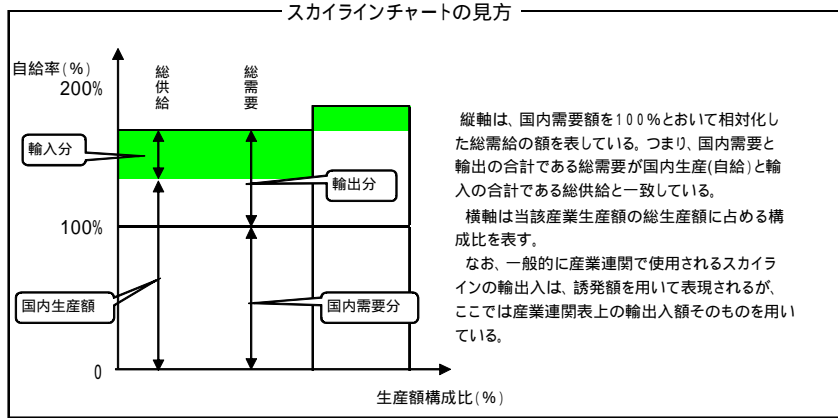 スカイラインチャートの見方
自給率(%)
200%
総供給
総需要
輸入分
輸出分
100%
国内生産額
国内需要分
0
生産額構成比(%)
縦軸は、国内需要額を100%とおいて相対化し
た総需給の額を表している。つまり、国内需要と
輸出の合計である総需要が国内生産(自給)と輸
入の合計である総供給と一致している。
横軸は当該産業生産額の総生産額に占める構
成比を表す。
なお、一般的に産業連関で使用されるスカイラ
インの輸出入は、誘発額を用いて表現されるが、
ここでは産業連関表上の輸出入額そのものを用い
ている。